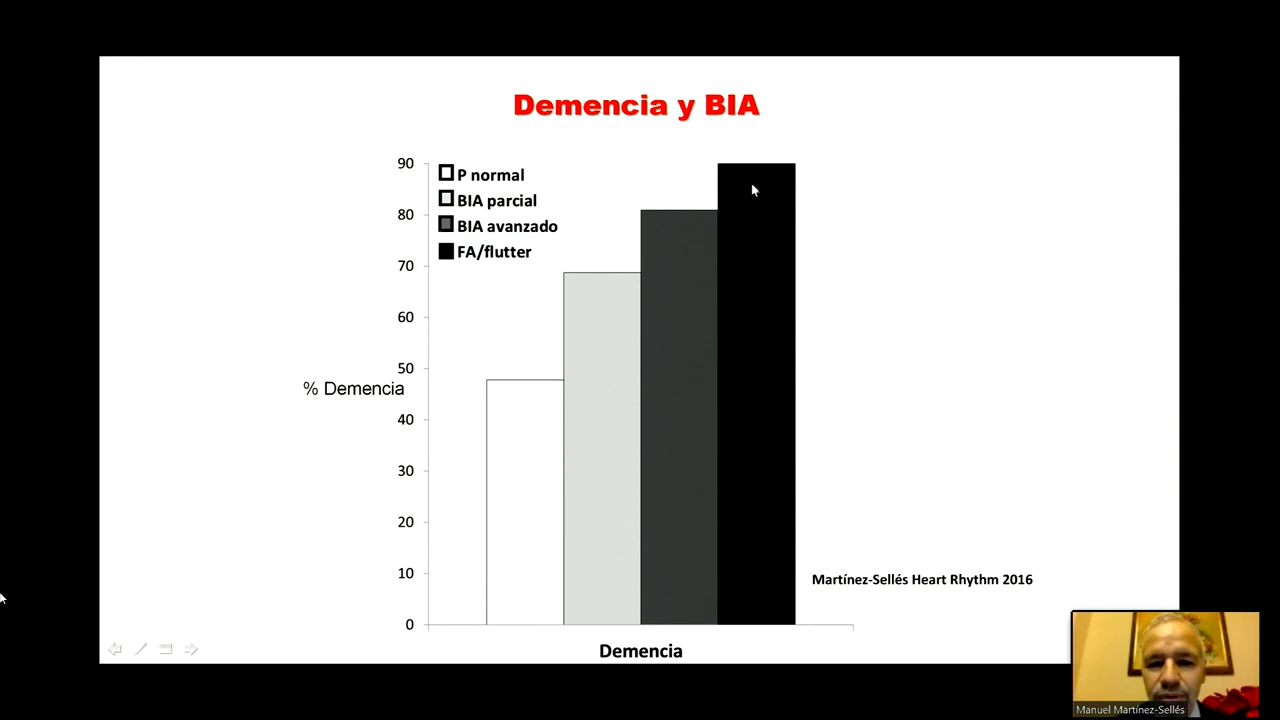 Demencia y BIA
90
80
70
60
50
40
30
20
10
0
P normal
BIA parcial
BIA avanzado
FA/flutter
% Demencia
Martínez-Sellés Heart Rhythm 2016
Demencia
Manuel Martínez-Sellés